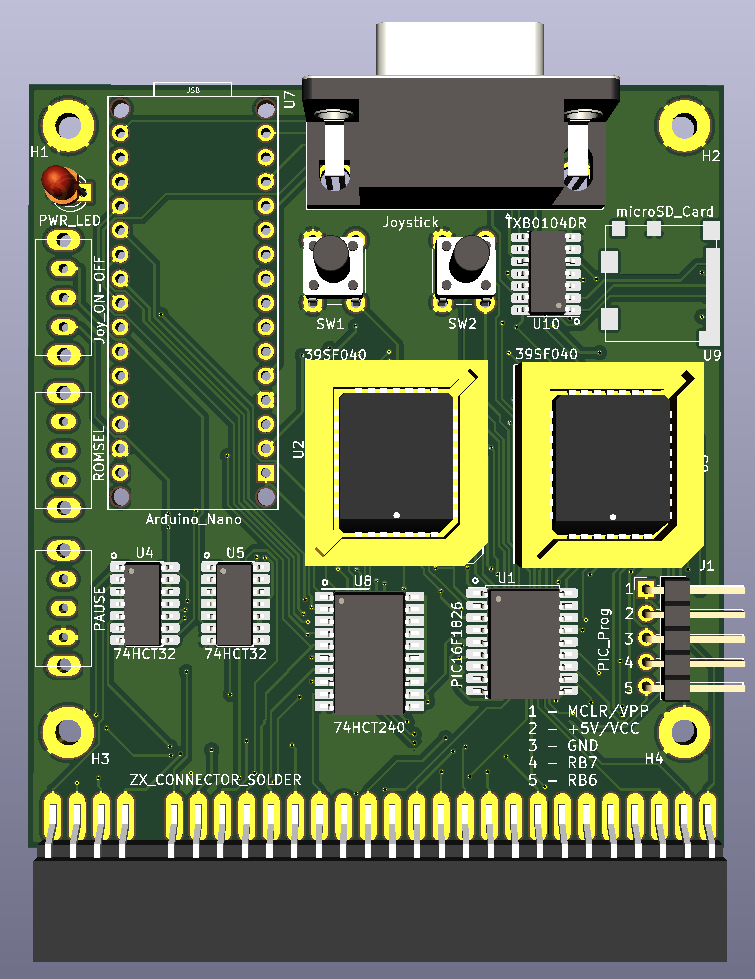 JSB
U7
H1
H2
PWR_LED
Joystick
TXB0104DR
microSD_Card
Joy_ON-OFF
SW1
SW2
U10
U9
39SF040
39SF040
U2
ROMSEL
Arduino_Nano
U4
U5
U8
U1
J1
PAUSE
PIC16F1826
PIC_Prog
1
2
3
4
5
74HCT32
74HCT32
74HCT240
1 - MCLR/VPP
2 - +5V/VCC
3 - GND
4 - RB7
5 - RB6
H3
H4
ZX_CONNECTOR_SOLDER